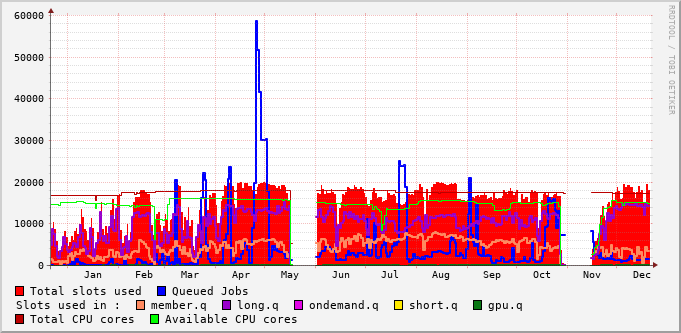 60000
50000
40000
30000
20000
10000
0
Jan Feb Mar Apr May Jun Jul Aug Sep Oct Nov Dec
Total slots used Queued Jobs
Slots used in : member.q long.q ondemand.q short.q gpu.q
Total CPU cores Available CPU cores
RRDTOOL / TOBI OETIKER